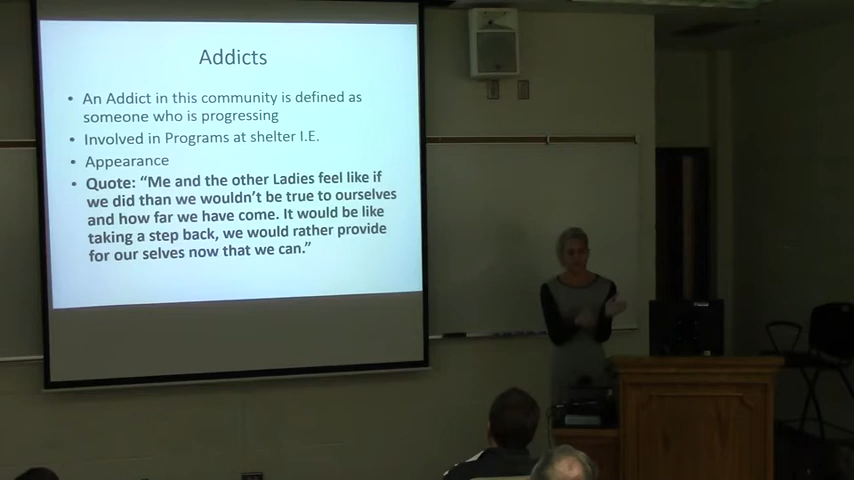 Addicts
• An Addict in this community is defined as
someone who is progressing
• Involved in Programs at shelter I.E.
• Appearance
• Quote: “Me and the other Ladies feel like if
we did than we wouldn’t be true to ourselves
and how far we have come. It would be like
taking a step back, we would rather provide
for our selves now that we can.”